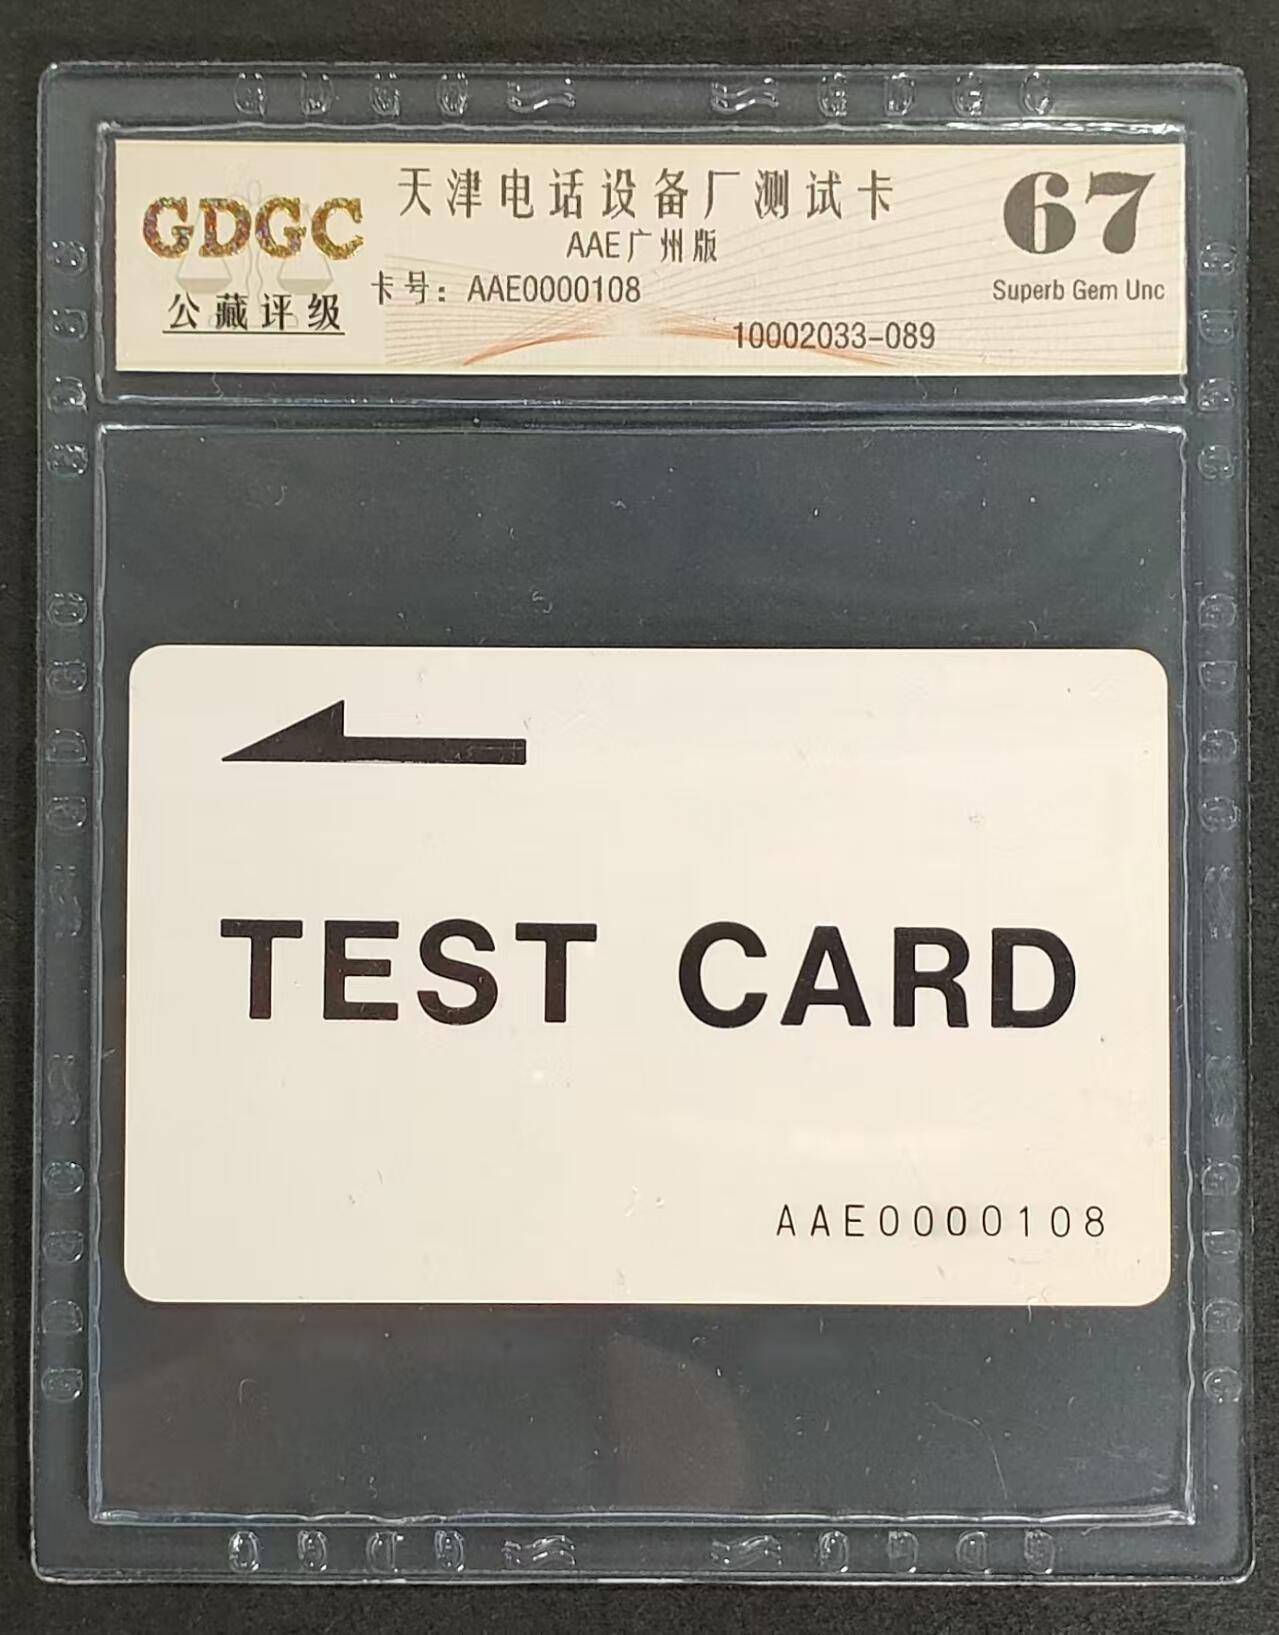 GDGC
公藏评级
天津电话设备厂测试卡
AAE广州版
卡号：AAE0000108
10002033-089
67
Superb Gem Unc
TEST CARD
AAE0000108